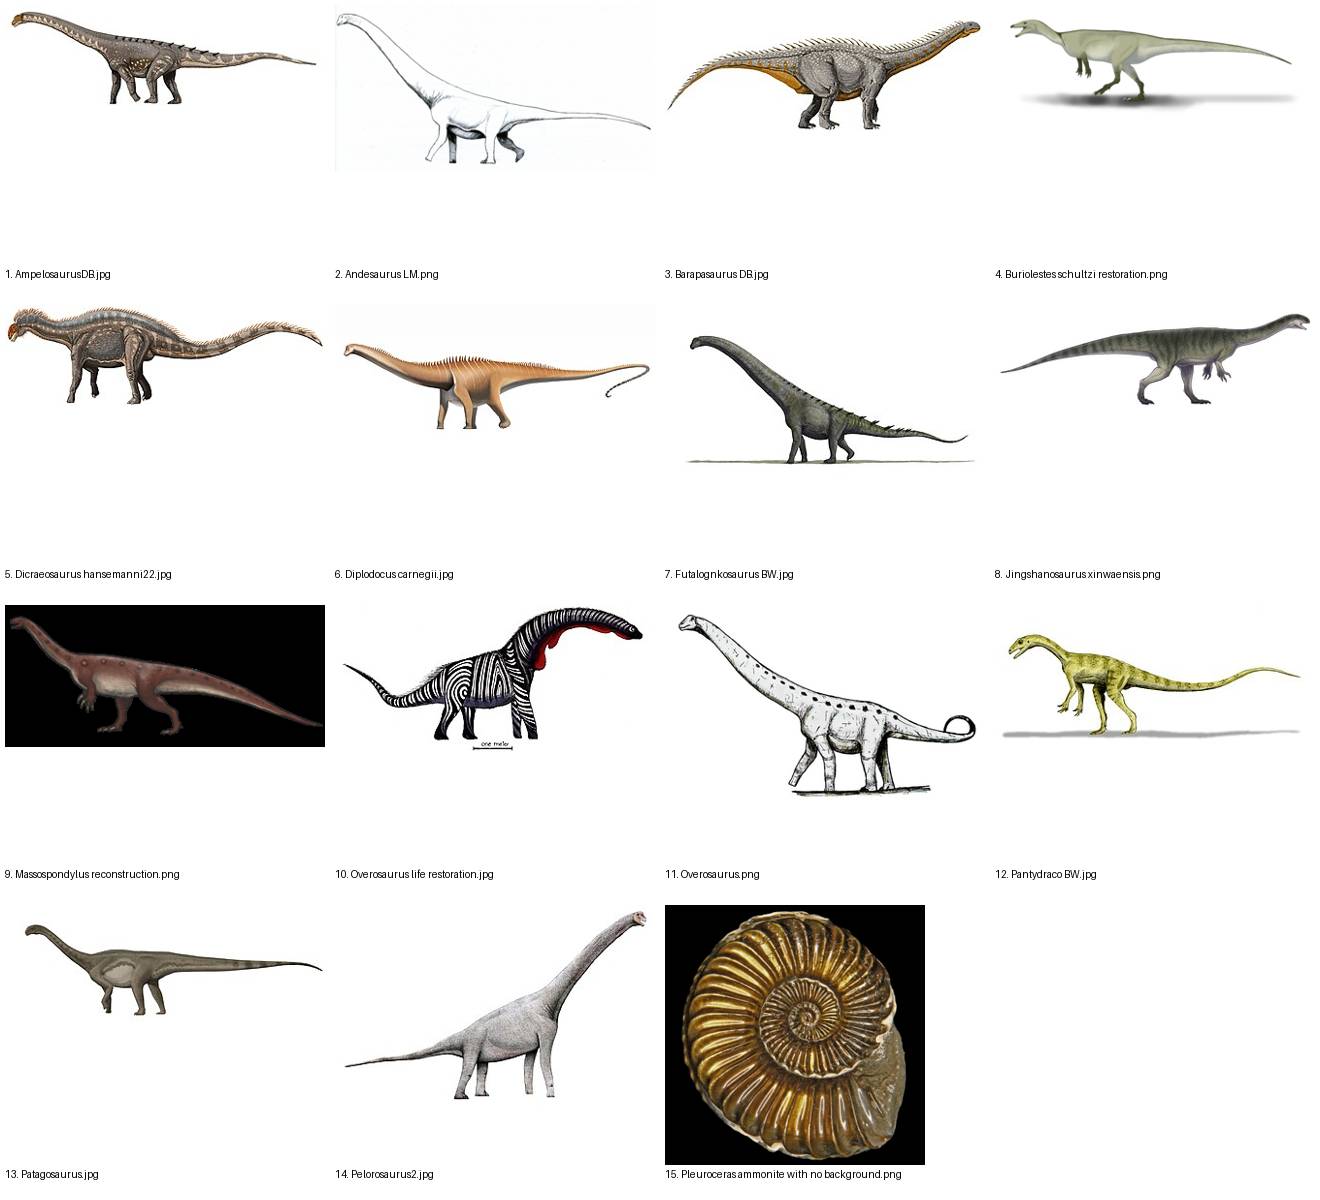 1. AmpelosaurusDB.jpg
2. Andesaurus LM.png
3. Barapasaurus DB.jpg
4. Buriolestes schultzi restoration.png
5. Dicraeosaurus hansemanni22.jpg
6. Diplodocus carnegii.jpg
7. Futalognkosaurus BW.jpg
8. Jingshanosaurus xinwaensis.png
one meter
9. Massospondylus reconstruction.png
10. Overosaurus life restoration.jpg
11. Overosaurus.png
12. Pantydraco BW.jpg
13. Patagosaurus.jpg
14. Pelorosaurus2.jpg
15. Pleuroceras ammonite with no background.png